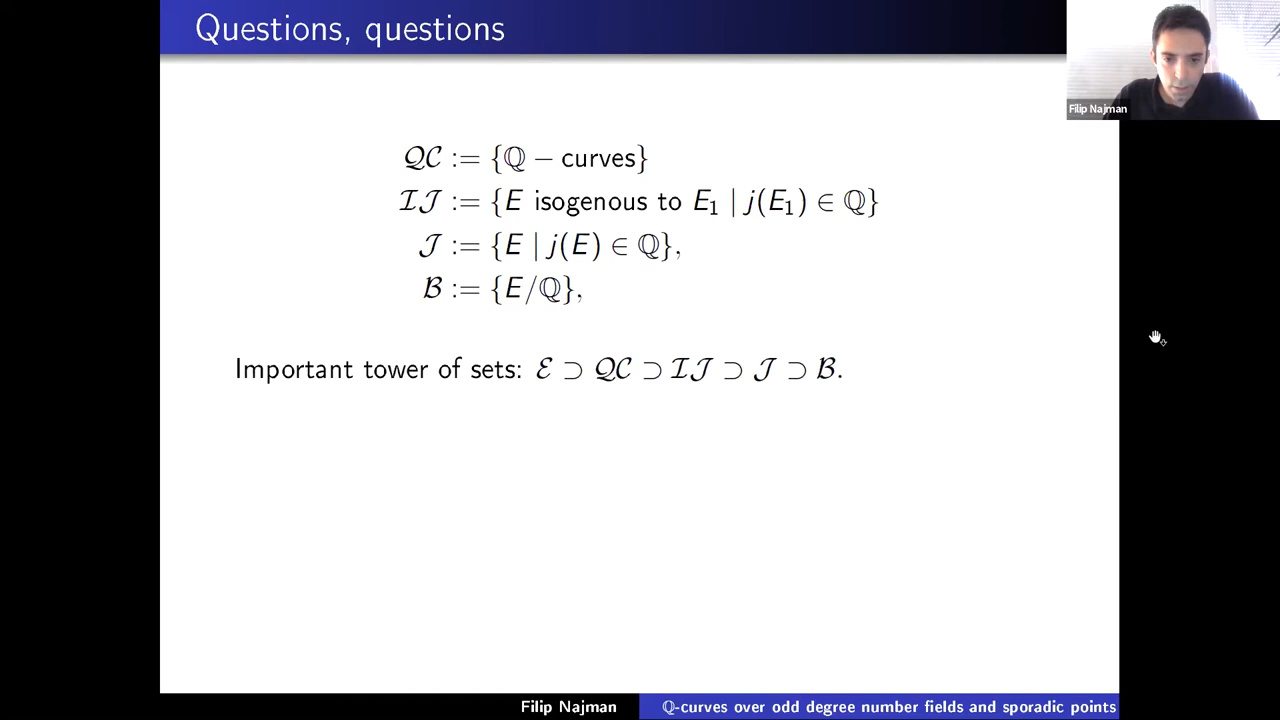 Questions, questions
Filip Najman
𝒬𝒞 := {ℚ − curves}
ℐ𝒥 := {E isogenous to E₁ | j(E₁) ∈ ℚ}
𝒥 := {E | j(E) ∈ ℚ},
ℬ := {E/ℚ},
Important tower of sets: ℰ ⊃ 𝒬𝒞 ⊃ ℐ𝒥 ⊃ 𝒥 ⊃ ℬ.
Filip Najman
ℚ-curves over odd degree number fields and sporadic points